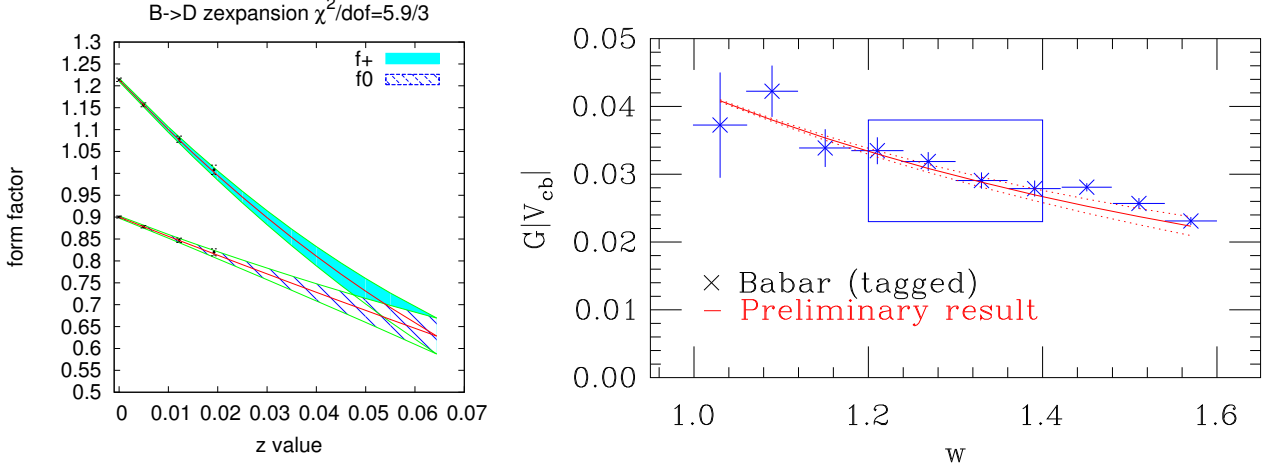 B->D zexpansion χ²/dof=5.9/3
f+
f0
1.3
1.25
1.2
1.15
1.1
1.05
1
0.95
0.9
0.85
0.8
0.75
0.7
0.65
0.6
0.55
0.5
form factor
0 0.01 0.02 0.03 0.04 0.05 0.06 0.07
z value
0.05
0.04
0.03
0.02
0.01
0.00
G|V_cb|
× Babar (tagged)
− Preliminary result
1.0 1.2 1.4 1.6
w